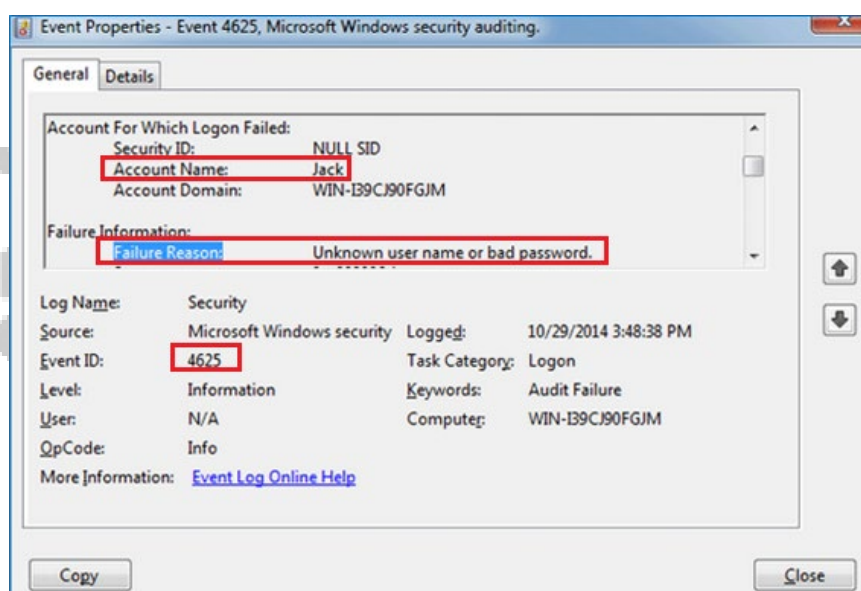 Event Properties - Event 4625, Microsoft Windows security auditing.
General Details
Account For Which Logon Failed:
Security ID: NULL SID
Account Name: Jack
Account Domain: WIN-I39CJ90FGJM
Failure Information:
Failure Reason: Unknown user name or bad password.
Log Name: Security
Source: Microsoft Windows security Logged: 10/29/2014 3:48:38 PM
Event ID: 4625 Task Category: Logon
Level: Information Keywords: Audit Failure
User: N/A Computer: WIN-I39CJ90FGJM
OpCode: Info
More Information: Event Log Online Help
Copy Close